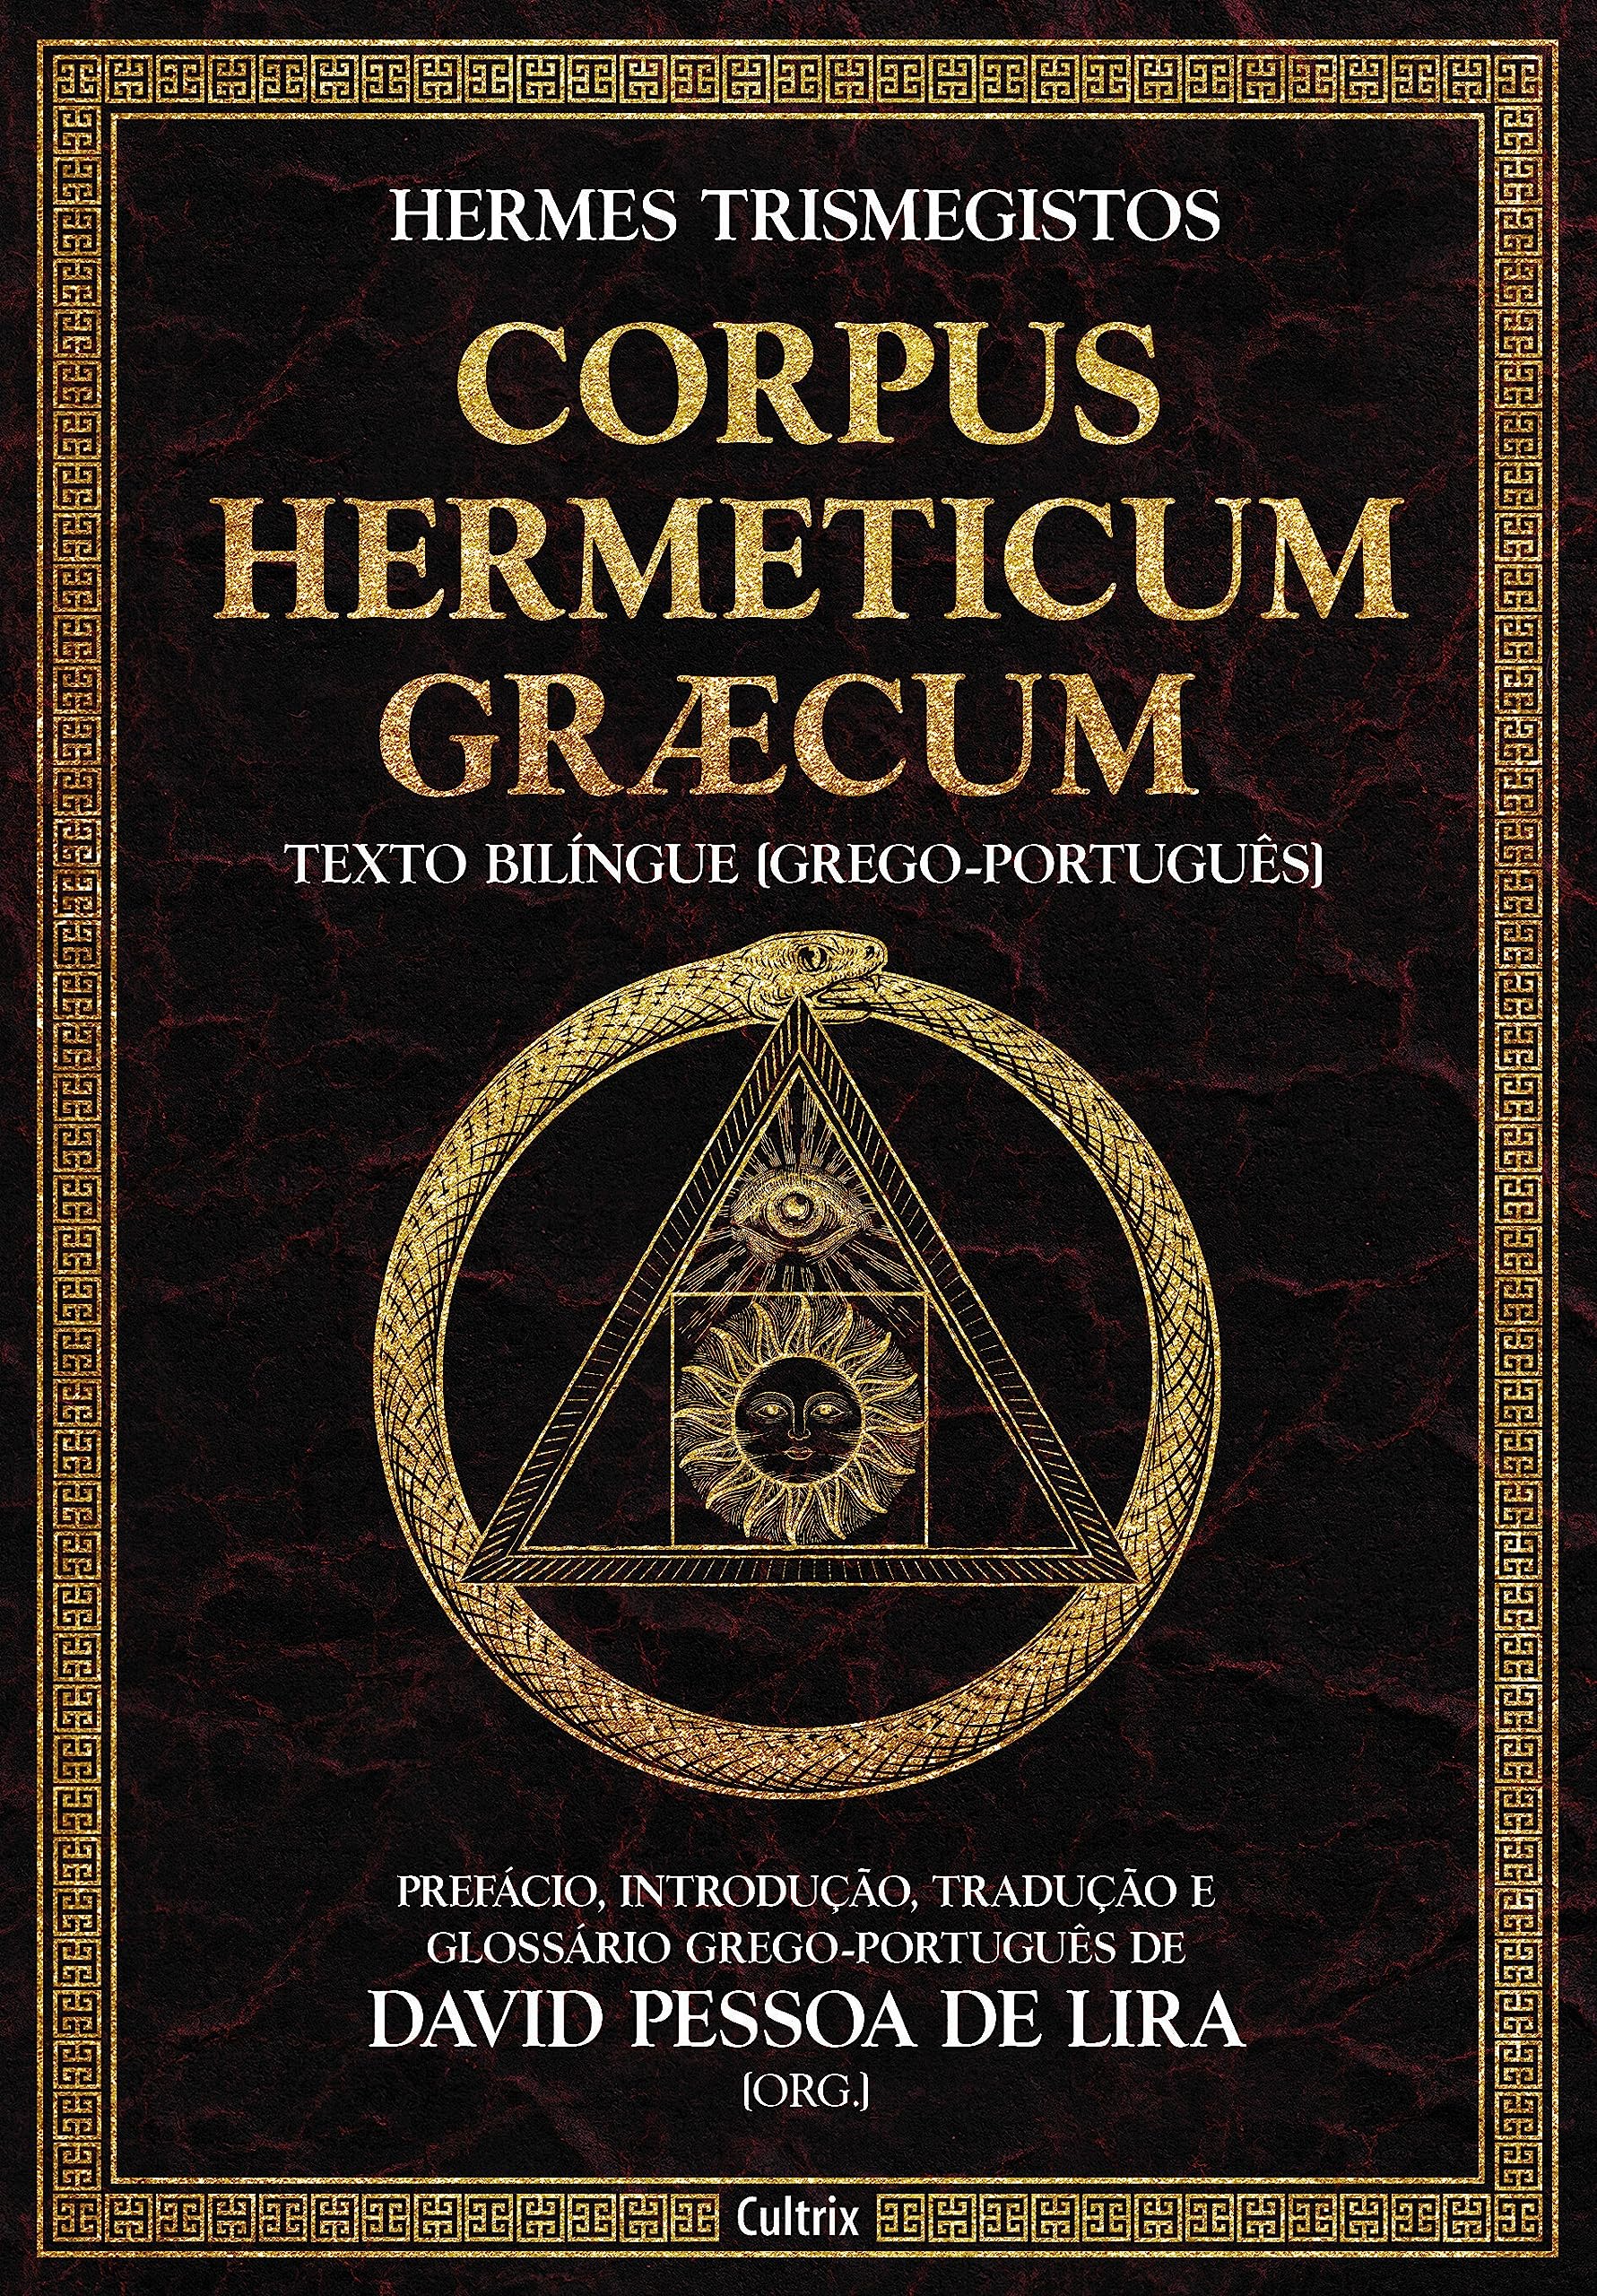 HERMES TRISMEGISTOS
CORPUS
HERMETICUM
GRÆCUM
TEXTO BILÍNGUE (GREGO-PORTUGUÊS)
PREFÁCIO, INTRODUÇÃO, TRADUÇÃO E
GLOSSÁRIO GREGO-PORTUGUÊS DE
DAVID PESSOA DE LIRA
(ORG.)
Cultrix